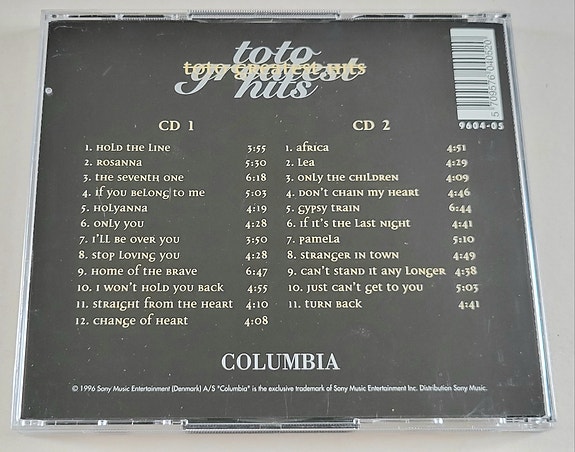 toto
greatest
hits
toto greatest hits
5 709576 040520
9604-05
CD 1
1. Hold the Line 3:55
2. Rosanna 5:30
3. The Seventh One 6:18
4. If You Belong to Me 5:03
5. Holyanna 4:19
6. Only You 4:28
7. I'll Be Over You 3:50
8. Stop Loving You 4:28
9. Home of the Brave 6:47
10. I Won't Hold You Back 4:55
11. Straight from the Heart 4:10
12. Change of Heart 4:08
CD 2
1. Africa 4:51
2. Lea 4:29
3. Only the Children 4:09
4. Don't Chain My Heart 4:46
5. Gypsy Train 6:44
6. If It's the Last Night 4:41
7. Pamela 5:10
8. Stranger in Town 4:49
9. Can't Stand It Any Longer 4:38
10. Just Can't Get to You 5:03
11. Turn Back 4:41
COLUMBIA
© 1996 Sony Music Entertainment (Denmark) A/S "Columbia" is the exclusive trademark of Sony Music Entertainment Inc. Distribution Sony Music.